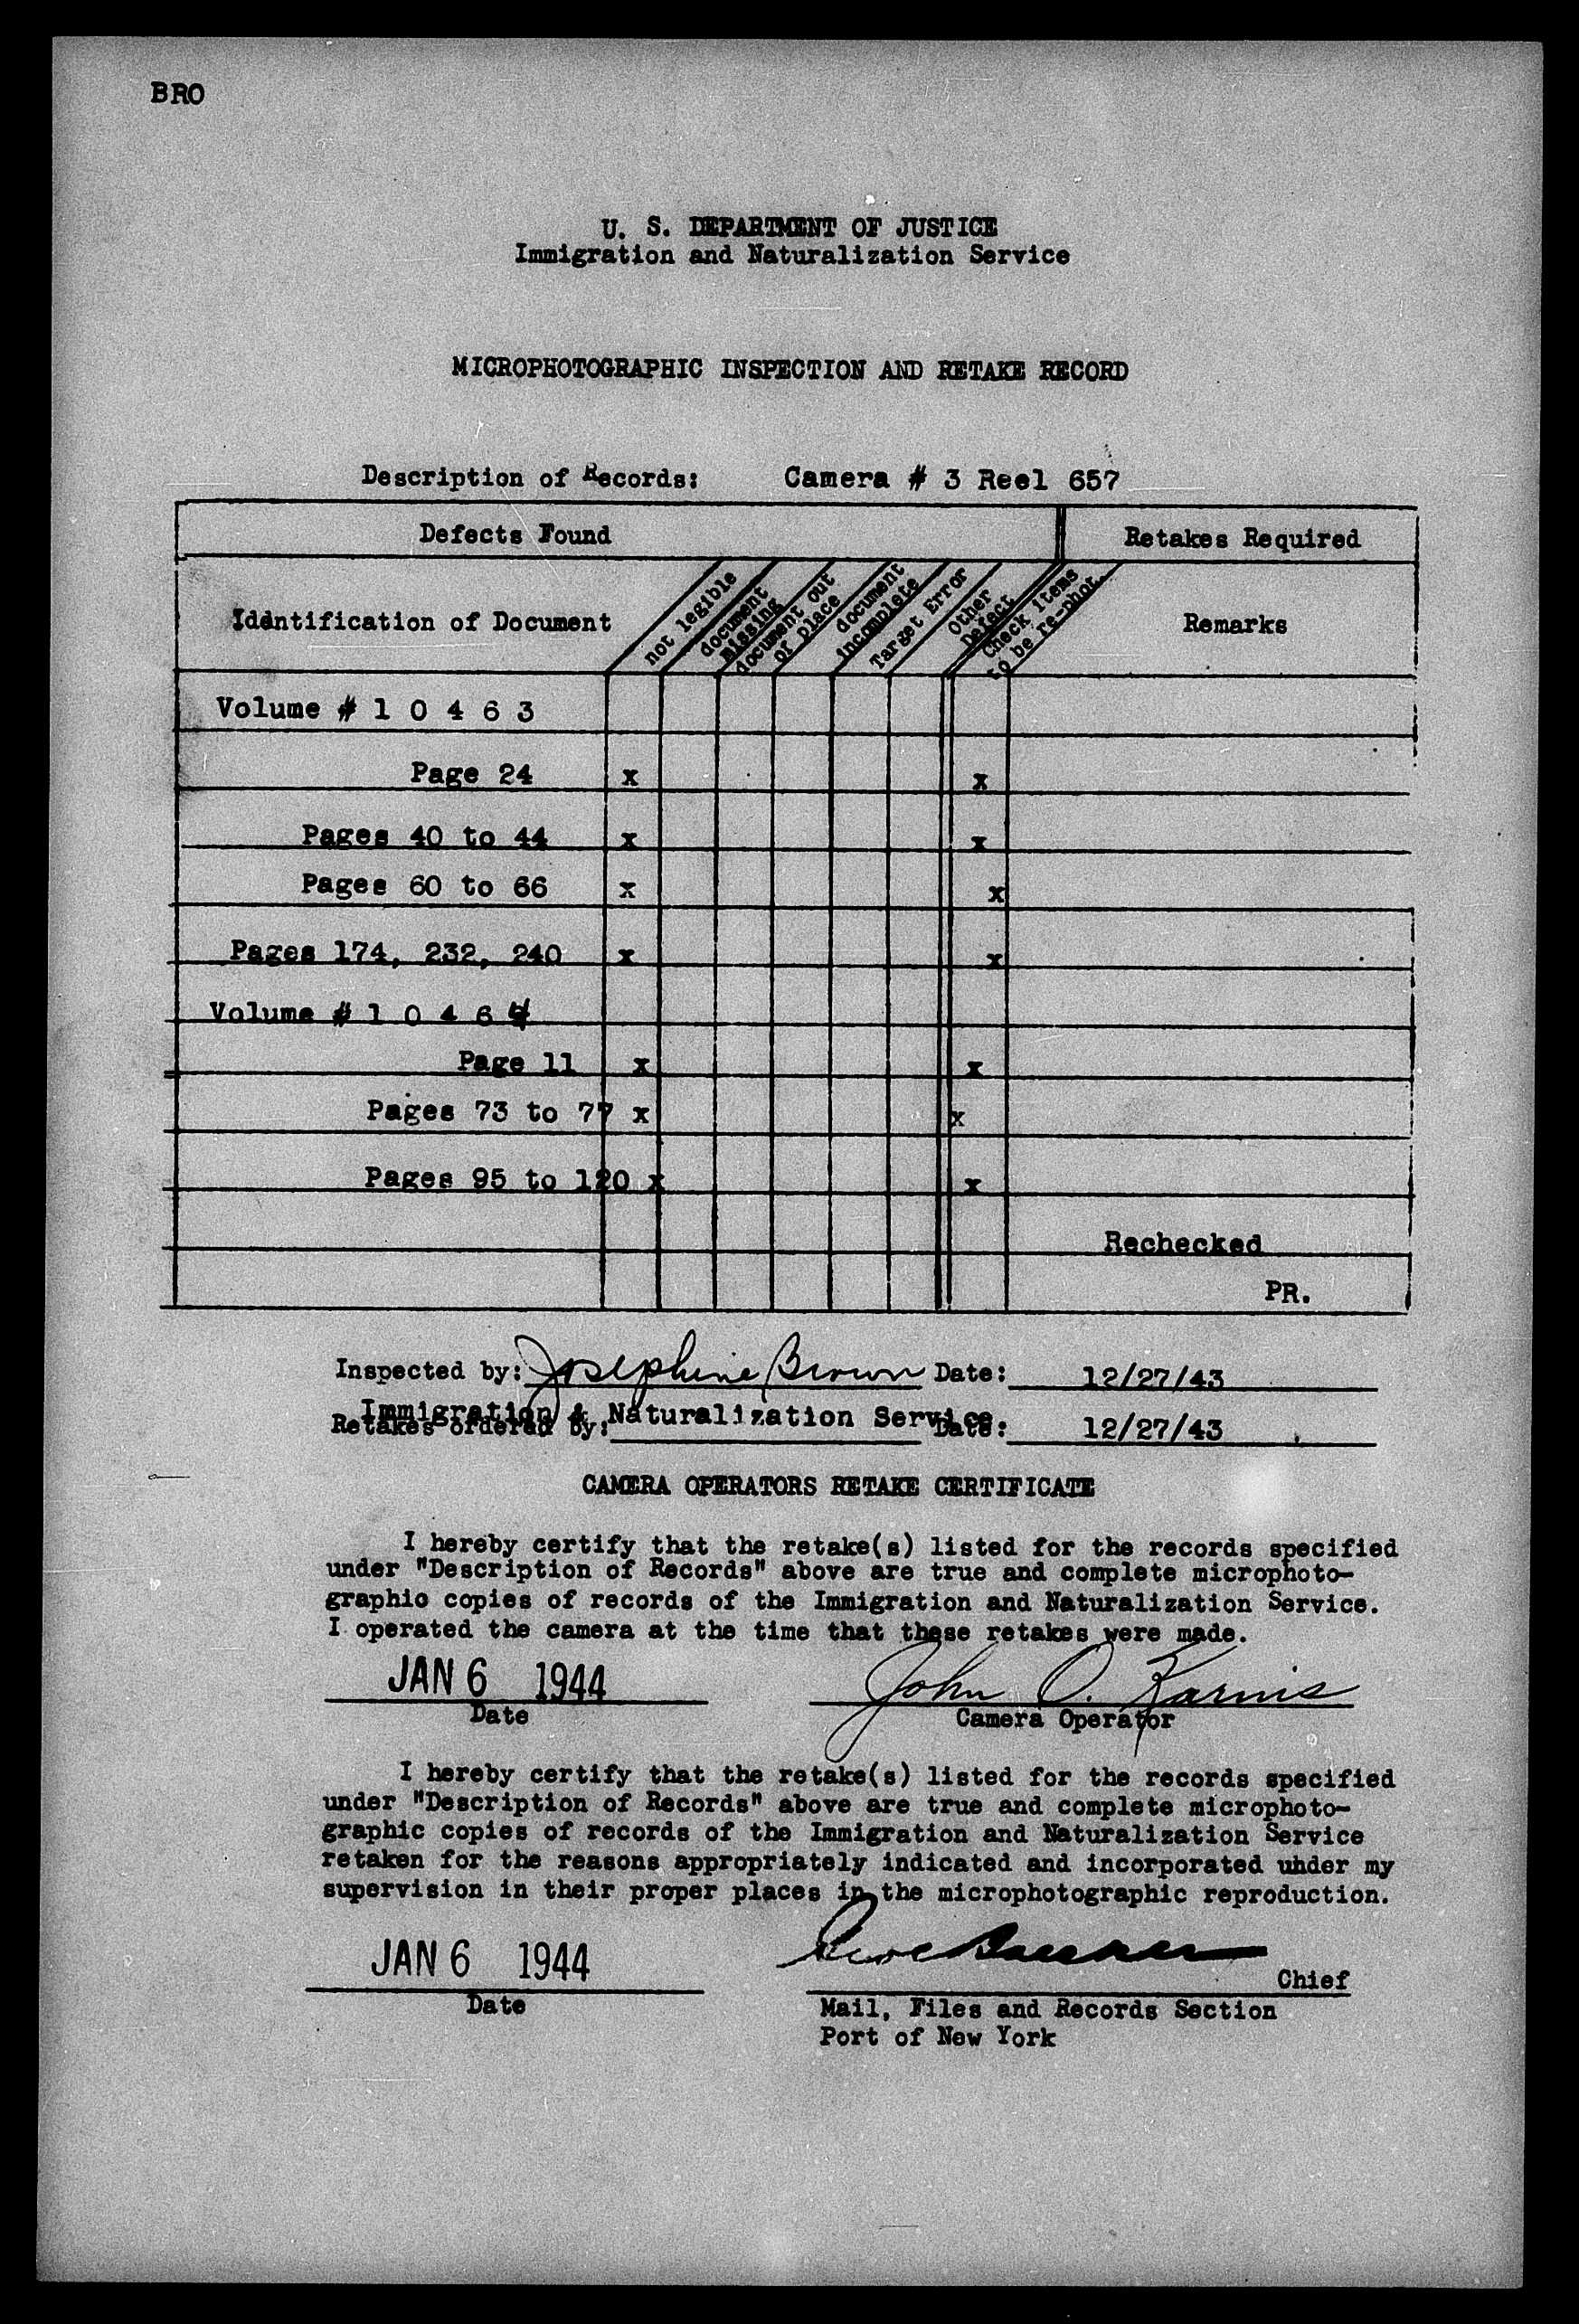 BRO
U. S. DEPARTMENT OF JUSTICE
Immigration and Naturalization Service
MICROPHOTOGRAPHIC INSPECTION AND RETAKE RECORD
Description of Records: Camera # 3 Reel 657
Defects Found Retakes Required
Identification of Document not legible document missing document out of place document incomplete Target Error Other Defect Check items to be re-phot. Remarks
Volume # 1 0 4 6 3
Page 24 x x
Pages 40 to 44 x x
Pages 60 to 66 x x
Pages 174, 232, 240 x x
Volume # 1 0 4 6 4
Page 11 x x
Pages 73 to 77 x x
Pages 95 to 120 x x
Rechecked
PR.
Inspected by: Josephine Brown Date: 12/27/43
Immigration & Naturalization Service
Retakes ordered by: Date: 12/27/43
CAMERA OPERATORS RETAKE CERTIFICATE
I hereby certify that the retake(s) listed for the records specified
under "Description of Records" above are true and complete microphoto-
graphic copies of records of the Immigration and Naturalization Service.
I operated the camera at the time that these retakes were made.
JAN 6 1944 John O. Karnis
Date Camera Operator
I hereby certify that the retake(s) listed for the records specified
under "Description of Records" above are true and complete microphoto-
graphic copies of records of the Immigration and Naturalization Service
retaken for the reasons appropriately indicated and incorporated uhder my
supervision in their proper places in the microphotographic reproduction.
JAN 6 1944
Chief
Date Mail, Files and Records Section
Port of New York